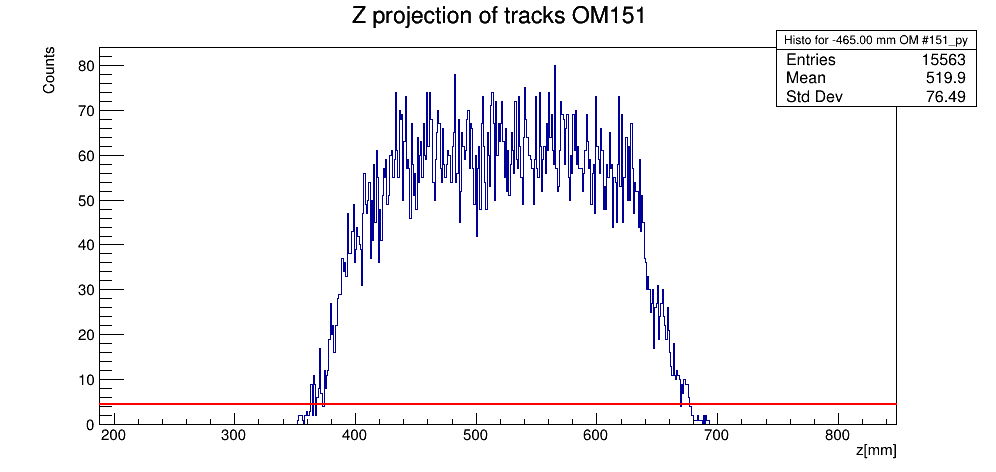 Z projection of tracks OM151
Histo for -465.00 mm OM #151_py
Entries 15563
Mean 519.9
Std Dev 76.49
Counts
80
70
60
50
40
30
20
10
0
200 300 400 500 600 700 800
z[mm]